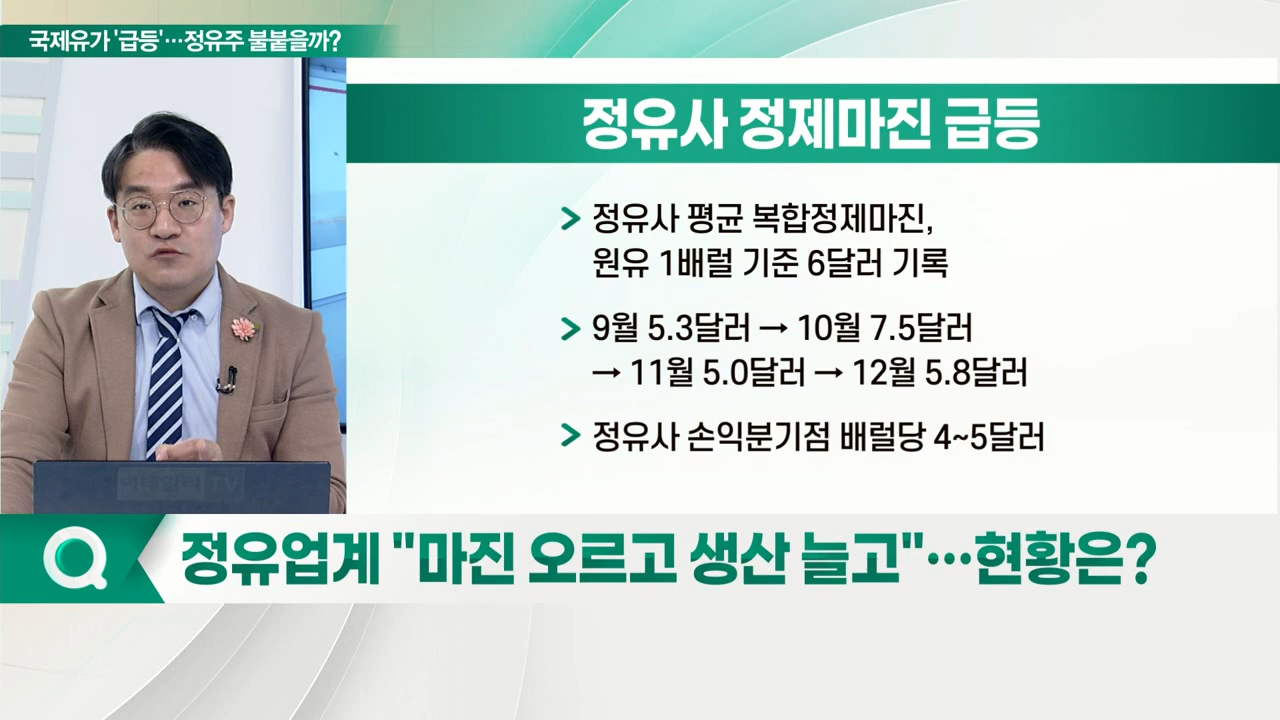 국제유가 '급등'…정유주 불붙을까?
정유사 정제마진 급등
> 정유사 평균 복합정제마진,
원유 1배럴 기준 6달러 기록
> 9월 5.3달러 → 10월 7.5달러
→ 11월 5.0달러 → 12월 5.8달러
> 정유사 손익분기점 배럴당 4~5달러
이데일리 TV
정유업계 "마진 오르고 생산 늘고"…현황은?